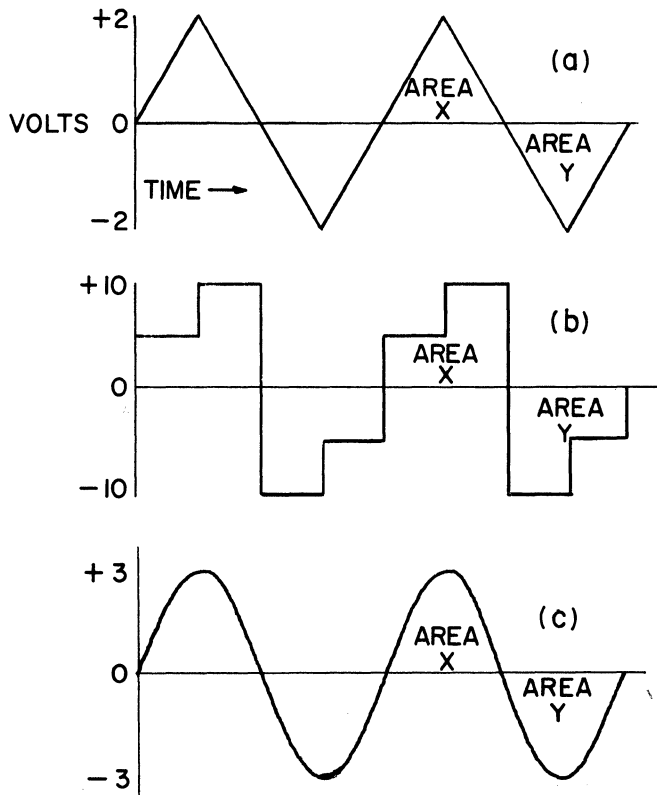 +2
(a)
AREA
X
VOLTS 0
AREA
Y
TIME →
−2
+10
(b)
AREA
X
0
AREA
Y
−10
+3
(c)
AREA
X
0
AREA
Y
−3